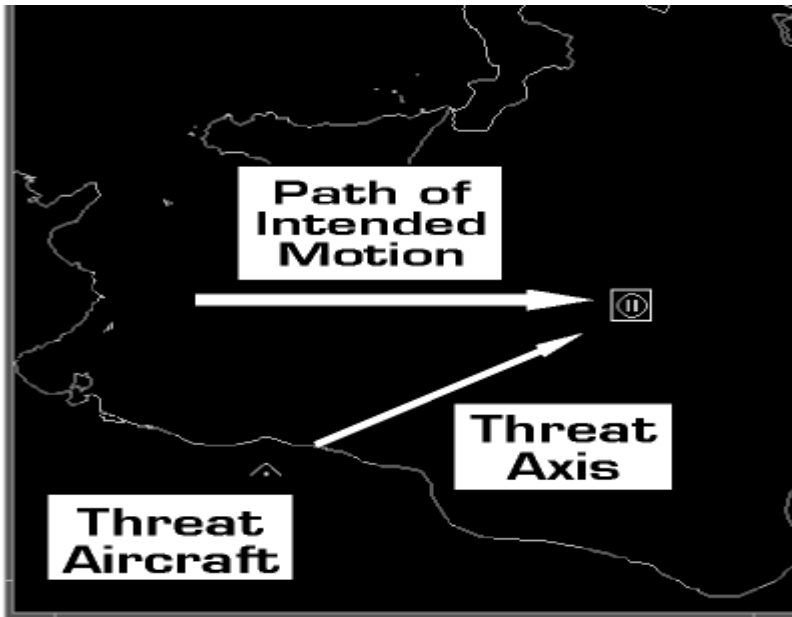 Path of
Intended
Motion
Threat
Axis
Threat
Aircraft